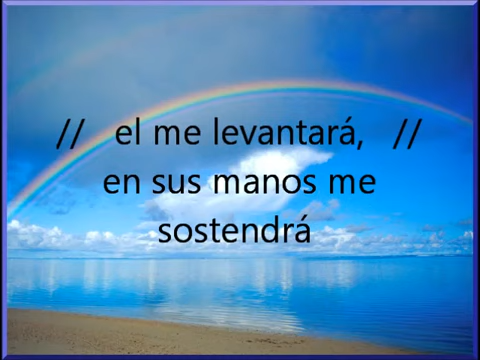 // el me levantará, //
en sus manos me
sostendrá